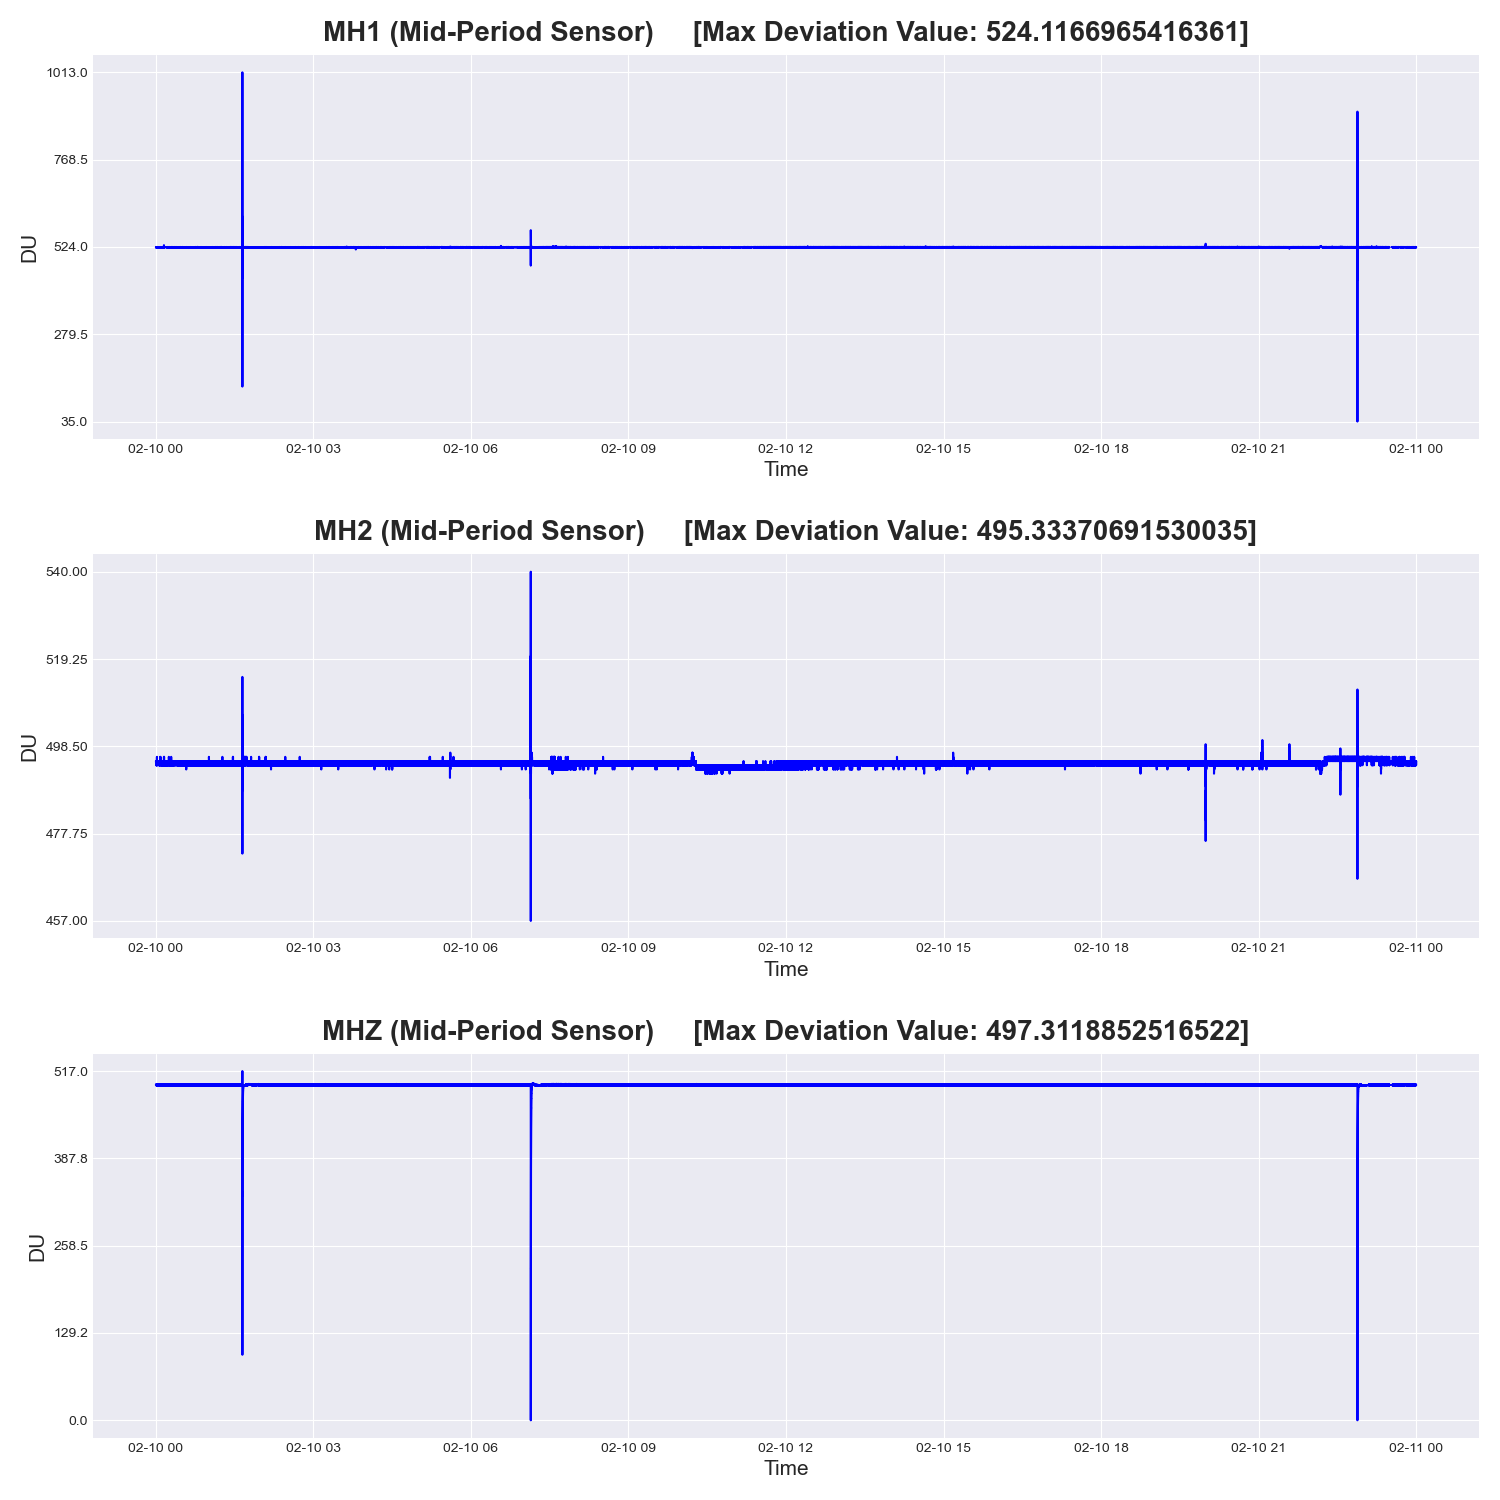 MH1 (Mid-Period Sensor) [Max Deviation Value: 524.1166965416361]
1013.0
768.5
524.0
279.5
35.0
DU
02-10 00 02-10 03 02-10 06 02-10 09 02-10 12 02-10 15 02-10 18 02-10 21 02-11 00
Time
MH2 (Mid-Period Sensor) [Max Deviation Value: 495.33370691530035]
540.00
519.25
498.50
477.75
457.00
DU
02-10 00 02-10 03 02-10 06 02-10 09 02-10 12 02-10 15 02-10 18 02-10 21 02-11 00
Time
MHZ (Mid-Period Sensor) [Max Deviation Value: 497.3118852516522]
517.0
387.8
258.5
129.2
0.0
DU
02-10 00 02-10 03 02-10 06 02-10 09 02-10 12 02-10 15 02-10 18 02-10 21 02-11 00
Time